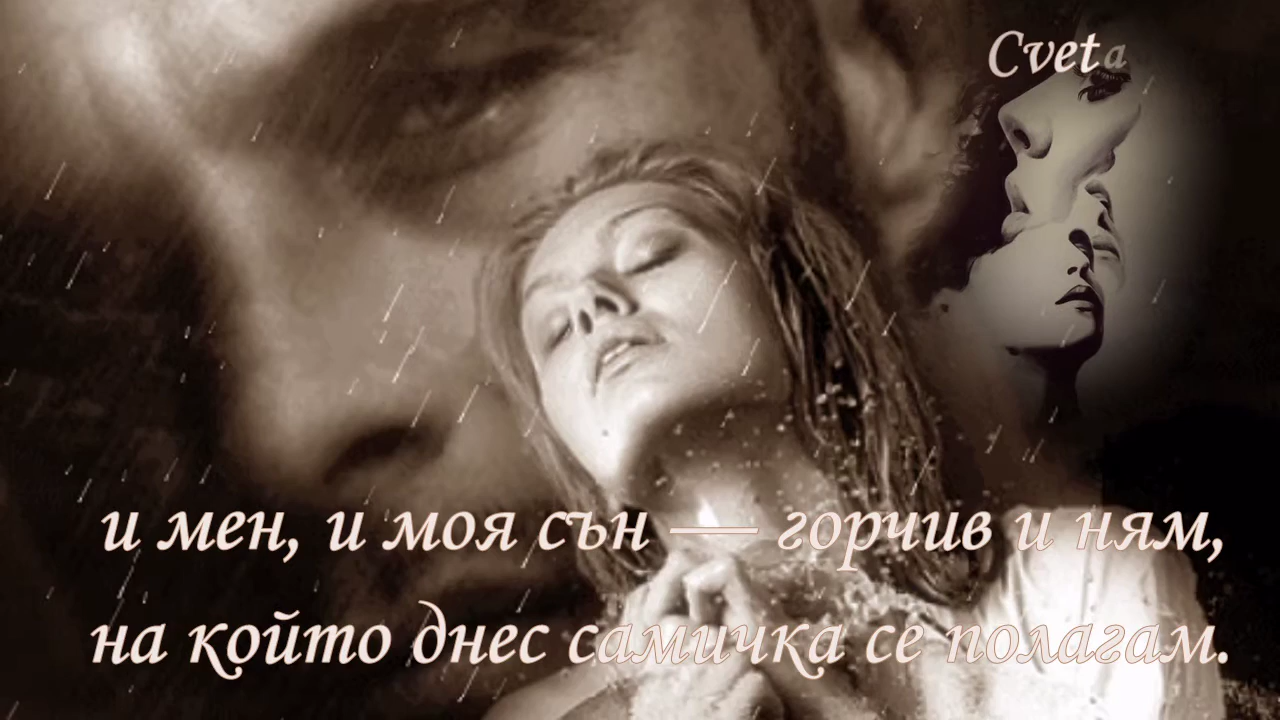 Cveta
и мен, и моя сън — горчив и ням,
на който днес самичка се полагам.